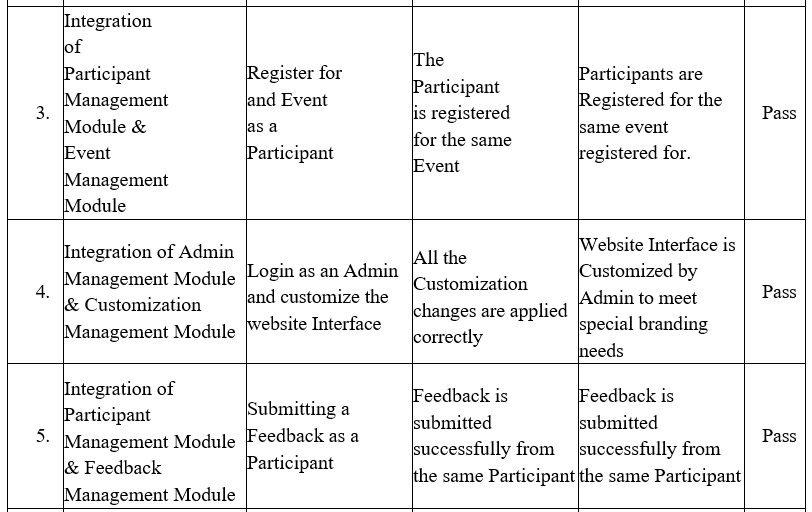 3.
Integration
of
Participant
Management
Module &
Event
Management
Module
Register for
and Event
as a
Participant
The
Participant
is registered
for the same
Event
Participants are
Registered for the
same event
registered for.
Pass
4.
Integration of Admin
Management Module
& Customization
Management Module
Login as an Admin
and customize the
website Interface
All the
Customization
changes are applied
correctly
Website Interface is
Customized by
Admin to meet
special branding
needs
Pass
5.
Integration of
Participant
Management Module
& Feedback
Management Module
Submitting a
Feedback as a
Participant
Feedback is
submitted
successfully from
the same Participant
Feedback is
submitted
successfully from
the same Participant
Pass